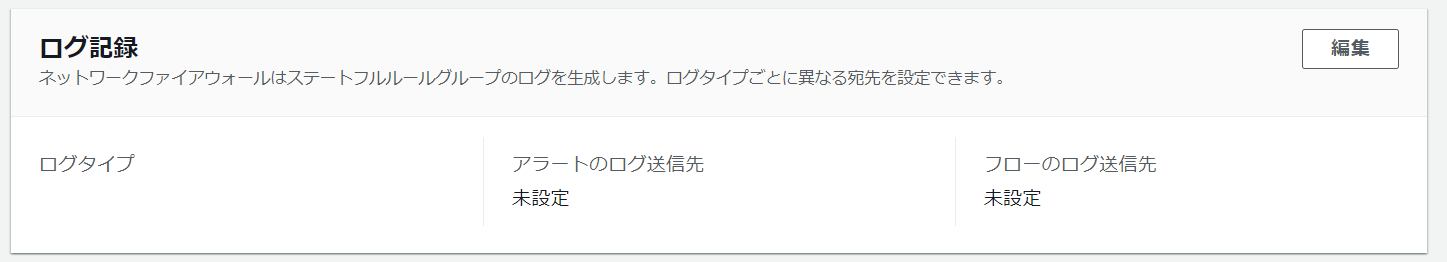 ログ記録
編集
ネットワークファイアウォールはステートフルルールグループのログを生成します。ログタイプごとに異なる宛先を設定できます。
ログタイプ
アラートのログ送信先
未設定
フローのログ送信先
未設定